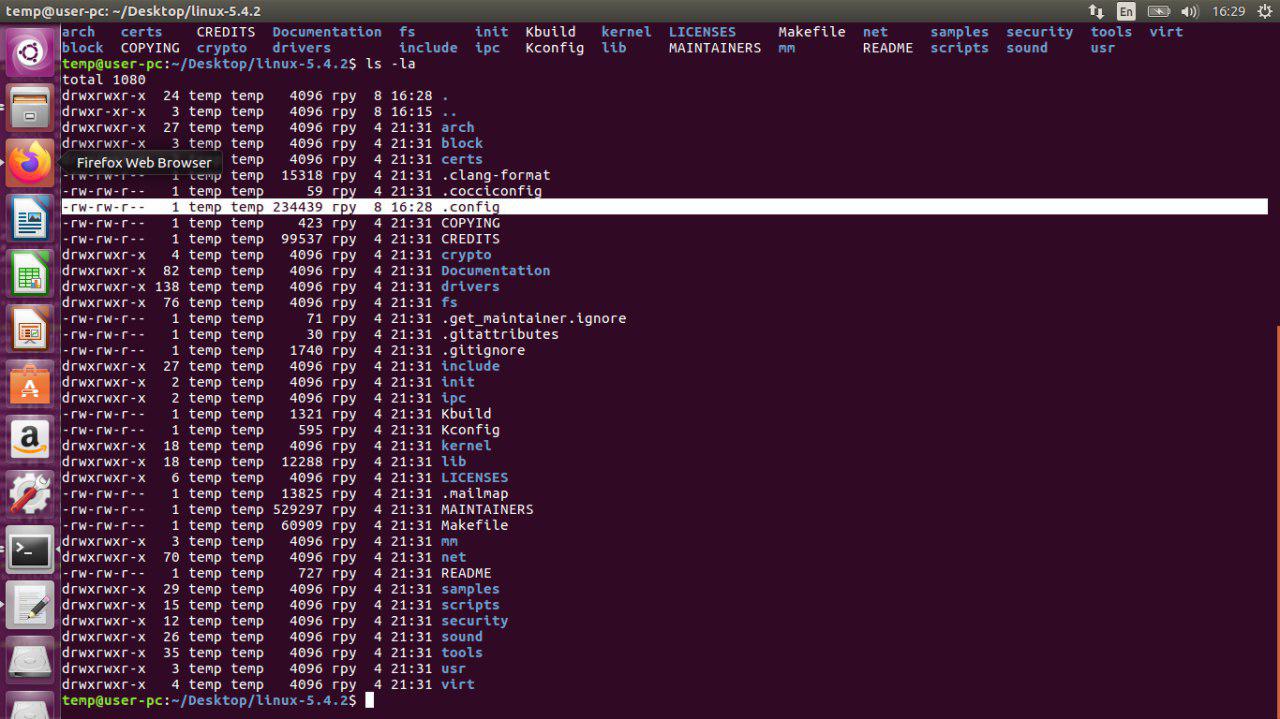 temp@user-pc: ~/Desktop/linux-5.4.2 En 16:29
arch certs CREDITS Documentation fs init Kbuild kernel LICENSES Makefile net samples security tools virt
block COPYING crypto drivers include ipc Kconfig lib MAINTAINERS mm README scripts sound usr
temp@user-pc:~/Desktop/linux-5.4.2$ ls -la
total 1080
drwxrwxr-x 24 temp temp 4096 гру 8 16:28 .
drwxr-xr-x 3 temp temp 4096 гру 8 16:15 ..
drwxrwxr-x 27 temp temp 4096 гру 4 21:31 arch
drwxrwxr-x 3 temp temp 4096 гру 4 21:31 block
Firefox Web Browser 4096 гру 4 21:31 certs
-rw-rw-r-- 1 temp temp 15318 гру 4 21:31 .clang-format
-rw-rw-r-- 1 temp temp 59 гру 4 21:31 .cocciconfig
-rw-rw-r-- 1 temp temp 234439 гру 8 16:28 .config
-rw-rw-r-- 1 temp temp 423 гру 4 21:31 COPYING
-rw-rw-r-- 1 temp temp 99537 гру 4 21:31 CREDITS
drwxrwxr-x 4 temp temp 4096 гру 4 21:31 crypto
drwxrwxr-x 82 temp temp 4096 гру 4 21:31 Documentation
drwxrwxr-x 138 temp temp 4096 гру 4 21:31 drivers
drwxrwxr-x 76 temp temp 4096 гру 4 21:31 fs
-rw-rw-r-- 1 temp temp 71 гру 4 21:31 .get_maintainer.ignore
-rw-rw-r-- 1 temp temp 30 гру 4 21:31 .gitattributes
-rw-rw-r-- 1 temp temp 1740 гру 4 21:31 .gitignore
drwxrwxr-x 27 temp temp 4096 гру 4 21:31 include
drwxrwxr-x 2 temp temp 4096 гру 4 21:31 init
drwxrwxr-x 2 temp temp 4096 гру 4 21:31 ipc
-rw-rw-r-- 1 temp temp 1321 гру 4 21:31 Kbuild
-rw-rw-r-- 1 temp temp 595 гру 4 21:31 Kconfig
drwxrwxr-x 18 temp temp 4096 гру 4 21:31 kernel
drwxrwxr-x 18 temp temp 12288 гру 4 21:31 lib
drwxrwxr-x 6 temp temp 4096 гру 4 21:31 LICENSES
-rw-rw-r-- 1 temp temp 13825 гру 4 21:31 .mailmap
-rw-rw-r-- 1 temp temp 529297 гру 4 21:31 MAINTAINERS
-rw-rw-r-- 1 temp temp 60909 гру 4 21:31 Makefile
drwxrwxr-x 3 temp temp 4096 гру 4 21:31 mm
drwxrwxr-x 70 temp temp 4096 гру 4 21:31 net
-rw-rw-r-- 1 temp temp 727 гру 4 21:31 README
drwxrwxr-x 29 temp temp 4096 гру 4 21:31 samples
drwxrwxr-x 15 temp temp 4096 гру 4 21:31 scripts
drwxrwxr-x 12 temp temp 4096 гру 4 21:31 security
drwxrwxr-x 26 temp temp 4096 гру 4 21:31 sound
drwxrwxr-x 35 temp temp 4096 гру 4 21:31 tools
drwxrwxr-x 3 temp temp 4096 гру 4 21:31 usr
drwxrwxr-x 4 temp temp 4096 гру 4 21:31 virt
temp@user-pc:~/Desktop/linux-5.4.2$